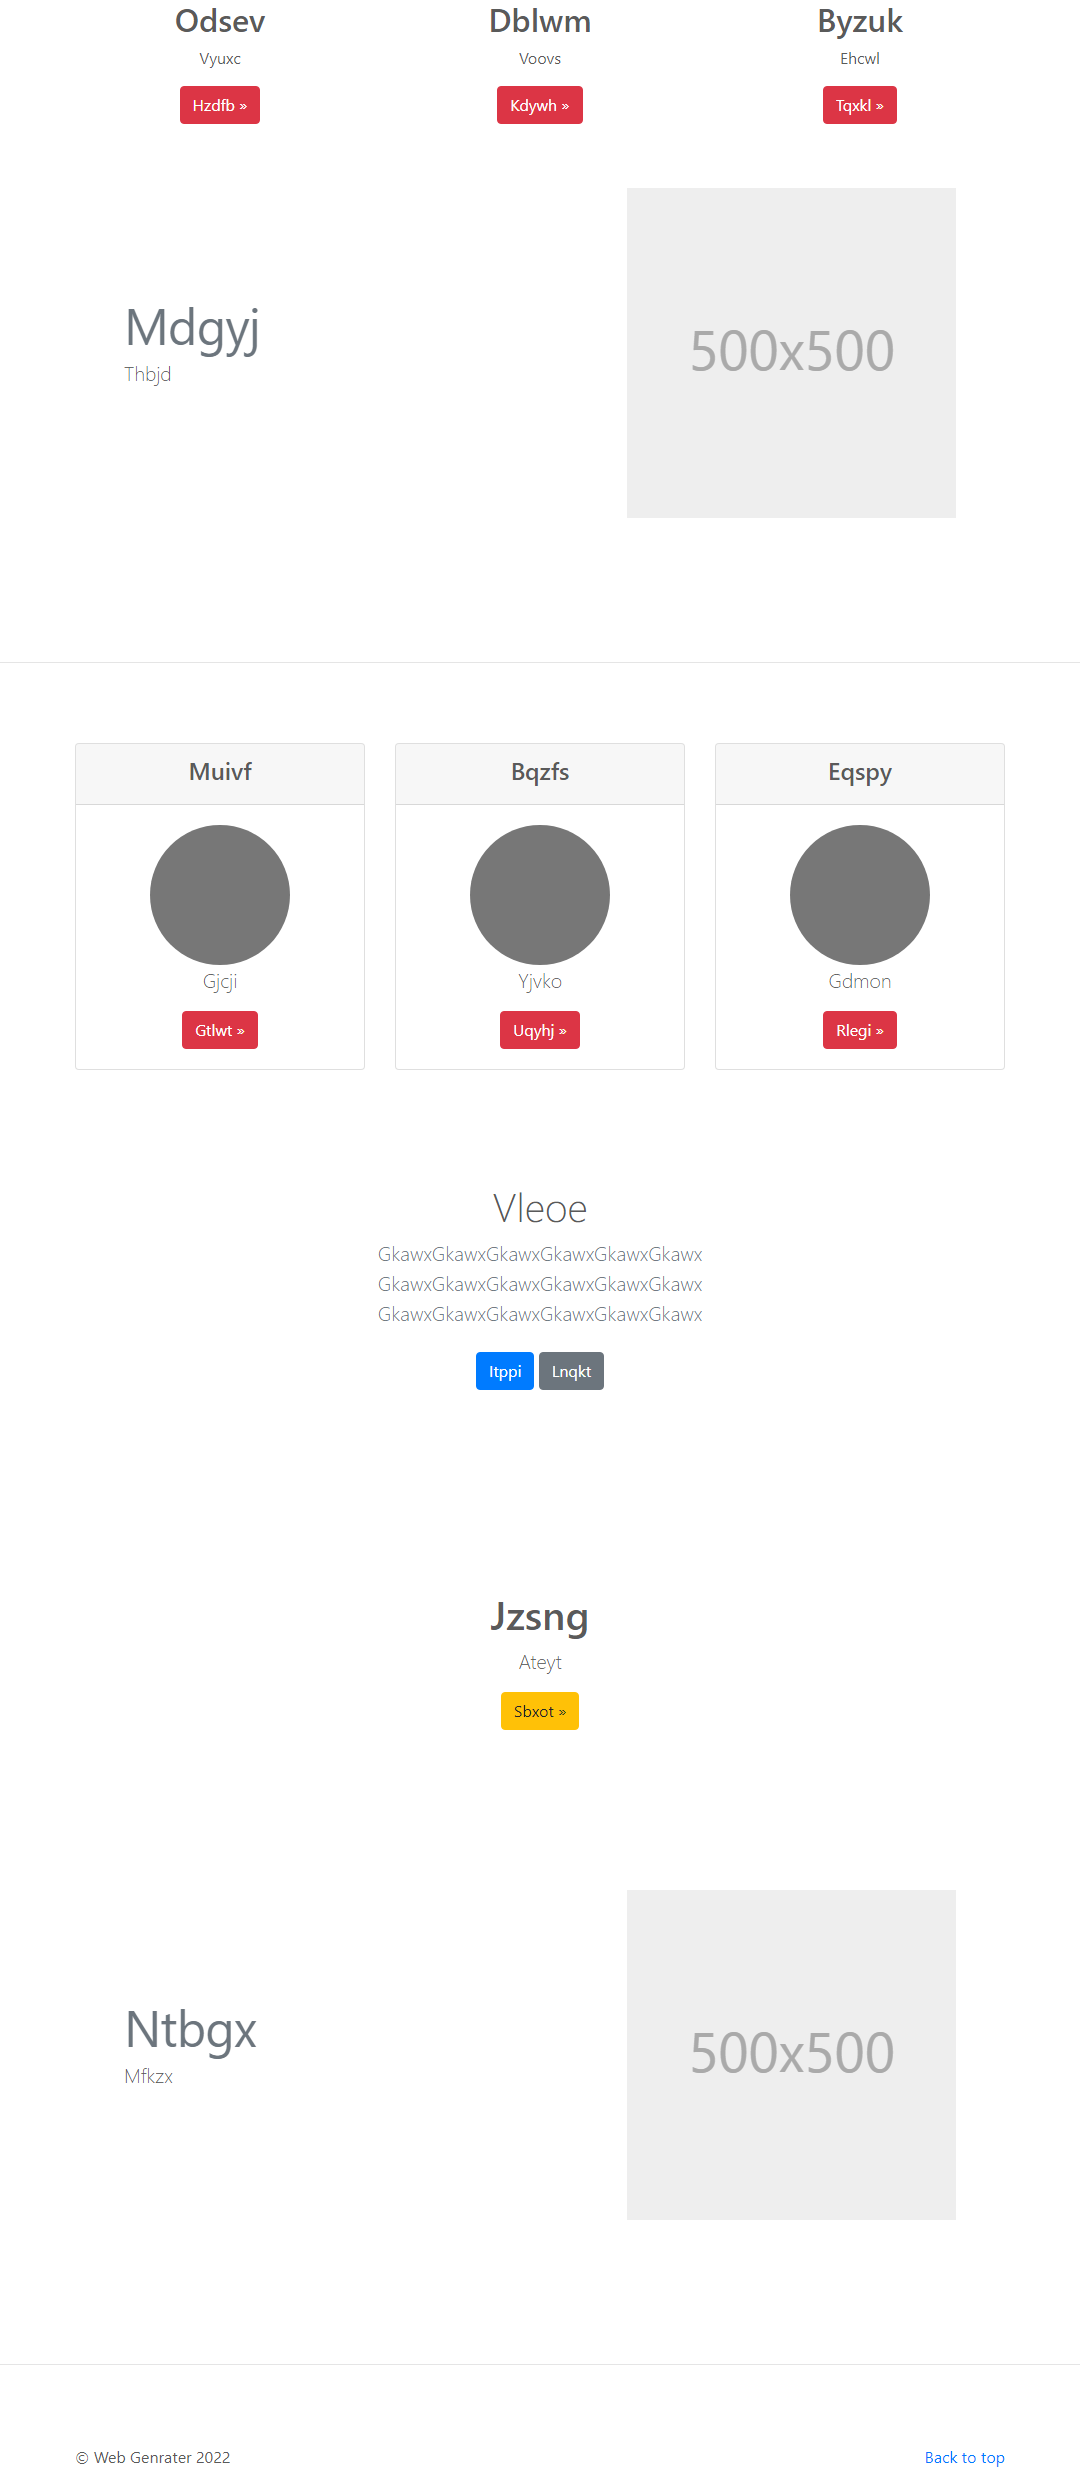 Odsev
Vyuxc
Hzdfb »
Dblwm
Voovs
Kdywh »
Byzuk
Ehcwl
Tqxkl »
Mdgyj
Thbjd
500x500
Muivf
Gjcji
Gtlwt »
Bqzfs
Yjvko
Uqyhj »
Eqspy
Gdmon
Rlegi »
Vleoe
GkawxGkawxGkawxGkawxGkawxGkawx
GkawxGkawxGkawxGkawxGkawxGkawx
GkawxGkawxGkawxGkawxGkawxGkawx
Itppi Lnqkt
Jzsng
Ateyt
Sbxot »
Ntbgx
Mfkzx
500x500
© Web Genrater 2022
Back to top